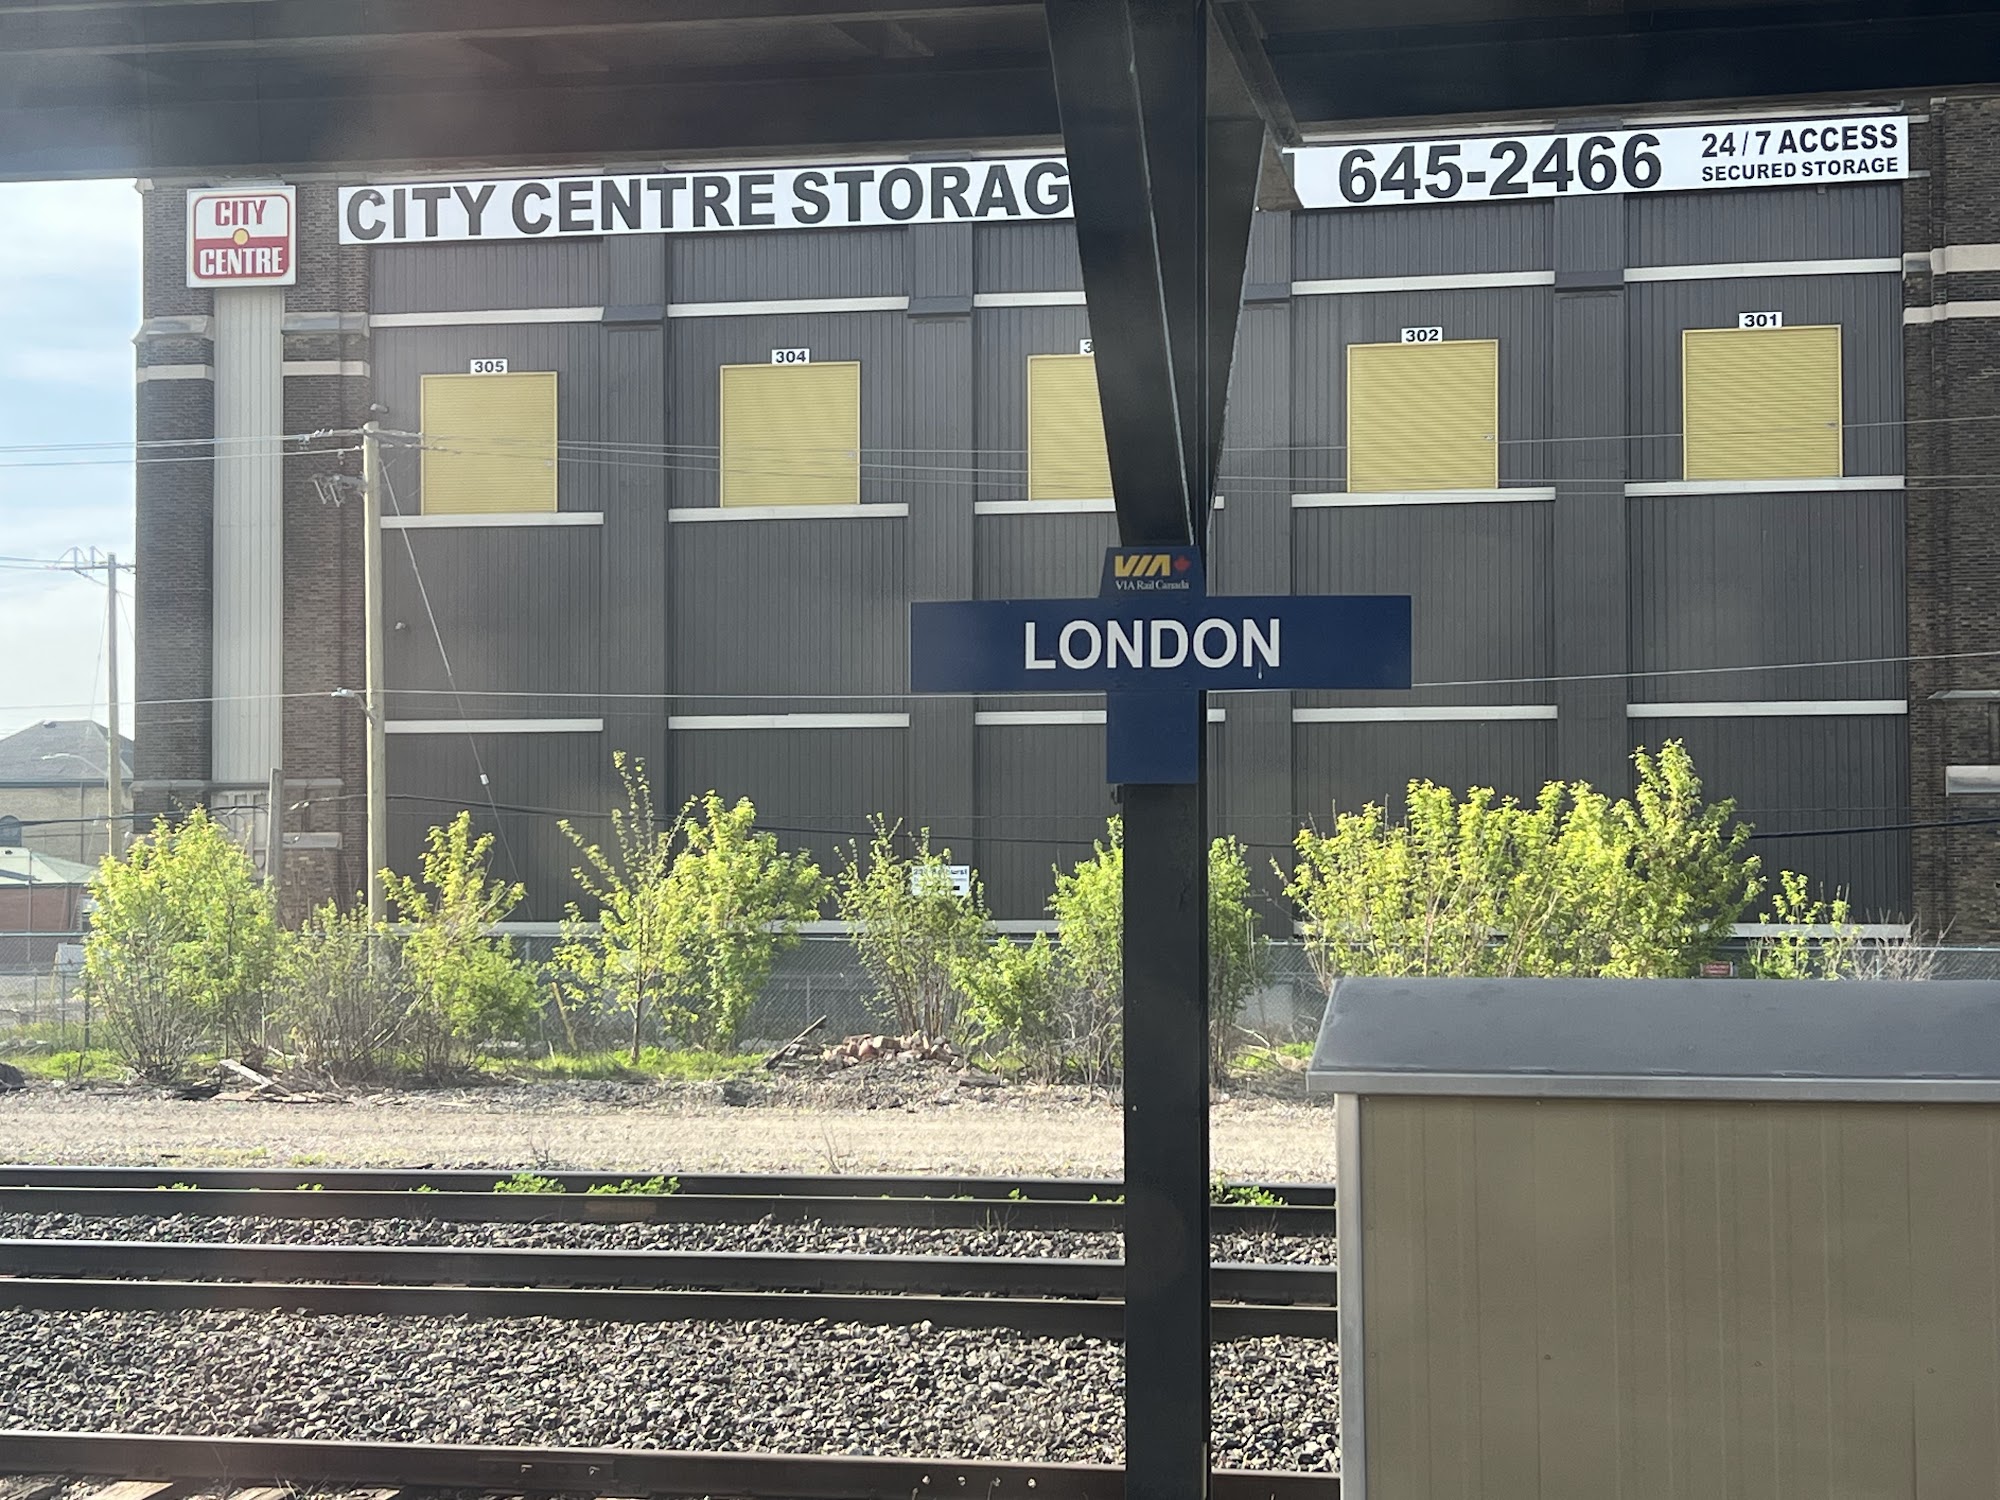 CITY
CENTRE
CITY CENTRE STORAG
645-2466
24/7 ACCESS
SECURED STORAGE
305
304
3
302
301
VIA
VIA Rail Canada
LONDON